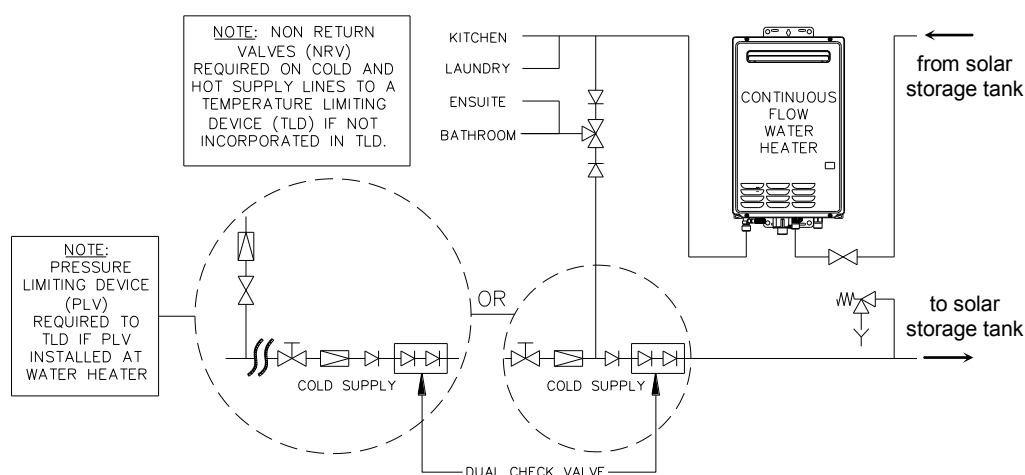 NOTE: NON RETURN
VALVES (NRV)
REQUIRED ON COLD AND
HOT SUPPLY LINES TO A
TEMPERATURE LIMITING
DEVICE (TLD) IF NOT
INCORPORATED IN TLD.
KITCHEN
LAUNDRY
ENSUITE
BATHROOM
CONTINUOUS
FLOW
WATER
HEATER
from solar
storage tank
NOTE:
PRESSURE
LIMITING DEVICE
(PLV)
REQUIRED TO
TLD IF PLV
INSTALLED AT
WATER HEATER
OR
to solar
storage tank
COLD SUPPLY
COLD SUPPLY
DUAL CHECK VALVE